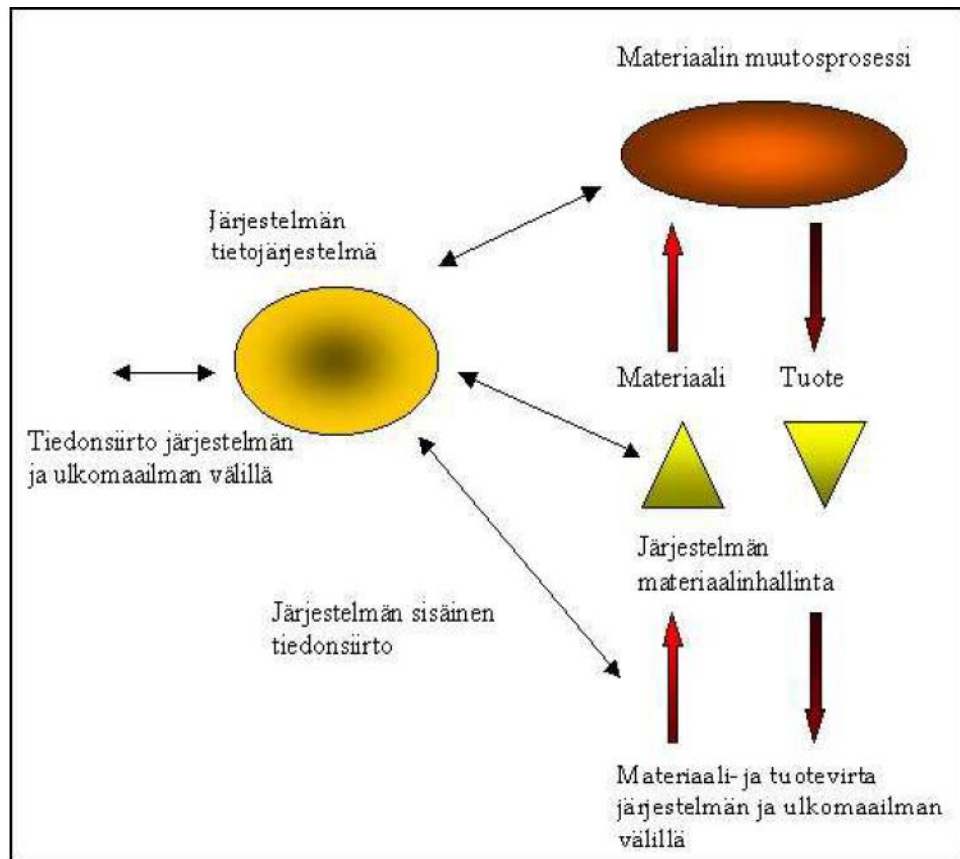 Materiaalin muutosprosessi
Järjestelmän
tietojärjestelmä
Materiaali
Tuote
Tiedonsiirto järjestelmän
ja ulkomaailman välillä
Järjestelmän
materiaalinhallinta
Järjestelmän sisäinen
tiedonsiirto
Materiaali- ja tuotevirta
järjestelmän ja ulkomaailman
välillä